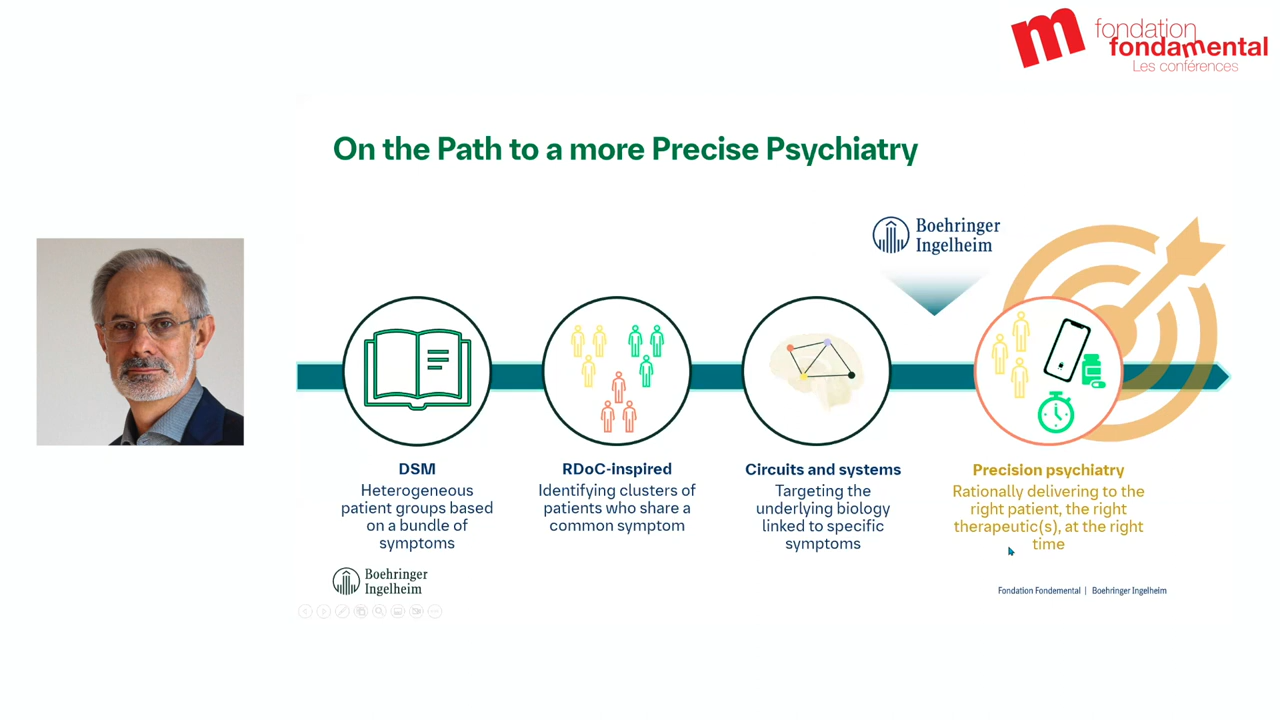 fondation
fondamental
Les conférences
On the Path to a more Precise Psychiatry
Boehringer
Ingelheim
DSM
Heterogeneous
patient groups based
on a bundle of
symptoms
RDoC-inspired
Identifying clusters of
patients who share a
common symptom
Circuits and systems
Targeting the
underlying biology
linked to specific
symptoms
Precision psychiatry
Rationally delivering to the
right patient, the right
therapeutic(s), at the right
time
Boehringer
Ingelheim
Fondation Fondemental | Boehringer Ingelheim